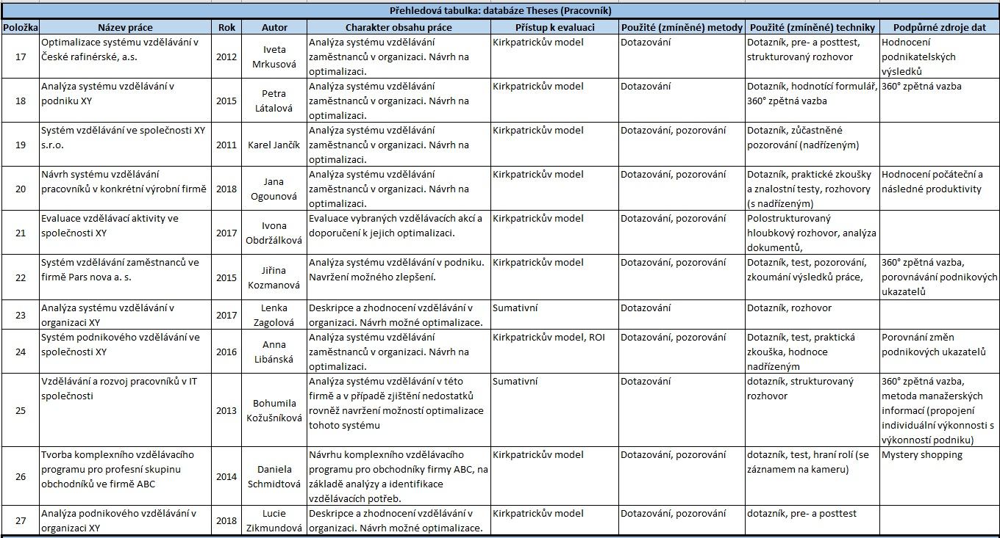 Přehledová tabulka: databáze Theses (Pracovník)
Položka Název práce Rok Autor Charakter obsahu práce Přístup k evaluaci Použité (zmíněné) metody Použité (zmíněné) techniky Podpůrné zdroje dat
17
Optimalizace systému vzdělávání v
České rafinérské, a.s.
2012
Iveta
Mrkusová
Analýza systému vzdělávání
zaměstnanců v organizaci. Návrh na
optimalizaci.
Kirkpatrickův model
Dotazování
Dotazník, pre- a posttest,
strukturovaný rozhovor
Hodnocení
podnikatelských
výsledků
18
Analýza systému vzdělávání v
podniku XY
2015
Petra
Látalová
Analýza systému vzdělávání
zaměstnanců v organizaci. Návrh na
optimalizaci.
Kirkpatrickův model
Dotazování
Dotazník, hodnotící formulář,
360° zpětná vazba
360° zpětná vazba
19
Systém vzdělávání ve společnosti XY
s.r.o.
2011
Karel Jančík
Analýza systému vzdělávání
zaměstnanců v organizaci. Návrh na
optimalizaci.
Kirkpatrickův model
Dotazování, pozorování
Dotazník, zůčastněné
pozorování (nadřízeným)
20
Návrh systému vzdělávání
pracovníků v konkrétní výrobní firmě
2018
Jana
Ogounová
Analýza systému vzdělávání
zaměstnanců v organizaci. Návrh na
optimalizaci.
Kirkpatrickův model
Dotazování, pozorování
Dotazník, praktické zkoušky
a znalostní testy, rozhovory
(s nadřízeným)
Hodnocení počáteční a
následné produktivity
21
Evaluace vzdělávací aktivity ve
společnosti XY
2017
Ivona
Obdržálková
Evaluace vybraných vzdělávacích akcí a
doporučení k jejich optimalizaci.
Kirkpatrickův model
Dotazování, pozorování
Polostrukturovaný
hloubkový rozhovor, analýza
dokumentů,
22
Systém vzdělávání zaměstnanců ve
firmě Pars nova a. s.
2015
Jiřina
Kozmanová
Analýza systému vzdělávání v podniku.
Navržení možného zlepšení.
Kirkpatrickův model
Dotazování, pozorování
Dotazník, test, pozorování,
zkoumání výsledků práce,
360° zpětná vazba,
porovnávání podnikových
ukazatelů
23
Analýza systému vzdělávání v
organizaci XY
2017
Lenka
Zagolová
Deskripce a zhodnocení vzdělávání v
organizaci. Návrh možné optimalizace.
Sumativní
Dotazování
Dotazník, rozhovor
24
Systém podnikového vzdělávání ve
společnosti XY
2016
Anna
Libánská
Analýza systému vzdělávání
zaměstnanců v organizaci. Návrh na
optimalizaci.
Kirkpatrickův model, ROI
Dotazování, pozorování
Dotazník, test, praktická
zkouška, hodnoce
nadřízeným
Porovnání změn
podnikových ukazatelů
25
Vzdělávání a rozvoj pracovníků v IT
společnosti
2013
Bohumila
Kožušníková
Analýza systému vzdělávání v této
firmě a v případě zjištění nedostatků
rovněž navržení možností optimalizace
tohoto systému
Sumativní
Dotazování
dotazník, strukturovaný
rozhovor
360° zpětná vazba,
metoda manažerských
informací (propojení
individuální výkonnosti s
výkonností podniku)
26
Tvorba komplexního vzdělávacího
programu pro profesní skupinu
obchodníků ve firmě ABC
2014
Daniela
Schmidtová
Návrhu komplexního vzdělávacího
programu pro obchodníky firmy ABC, na
základě analýzy a identifikace
vzdělávacích potřeb.
Kirkpatrickův model
Dotazování, pozorování
dotazník, test, hraní rolí (se
záznamem na kameru)
Mystery shopping
27
Analýza podnikového vzdělávání v
organizaci XY
2018
Lucie
Zikmundová
Deskripce a zhodnocení vzdělávání v
organizaci. Návrh možné optimalizace.
Kirkpatrickův model
Dotazování, pozorování
dotazník, pre- a posttest